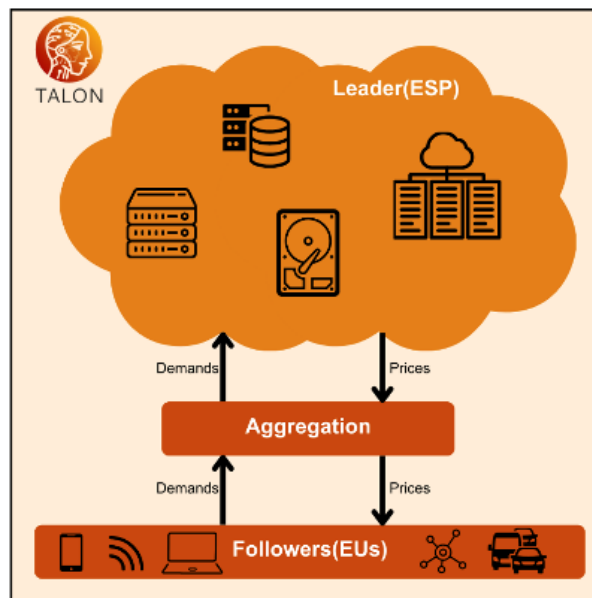 TALON
Leader(ESP)
Demands
Prices
Aggregation
Demands
Prices
Followers(EUs)